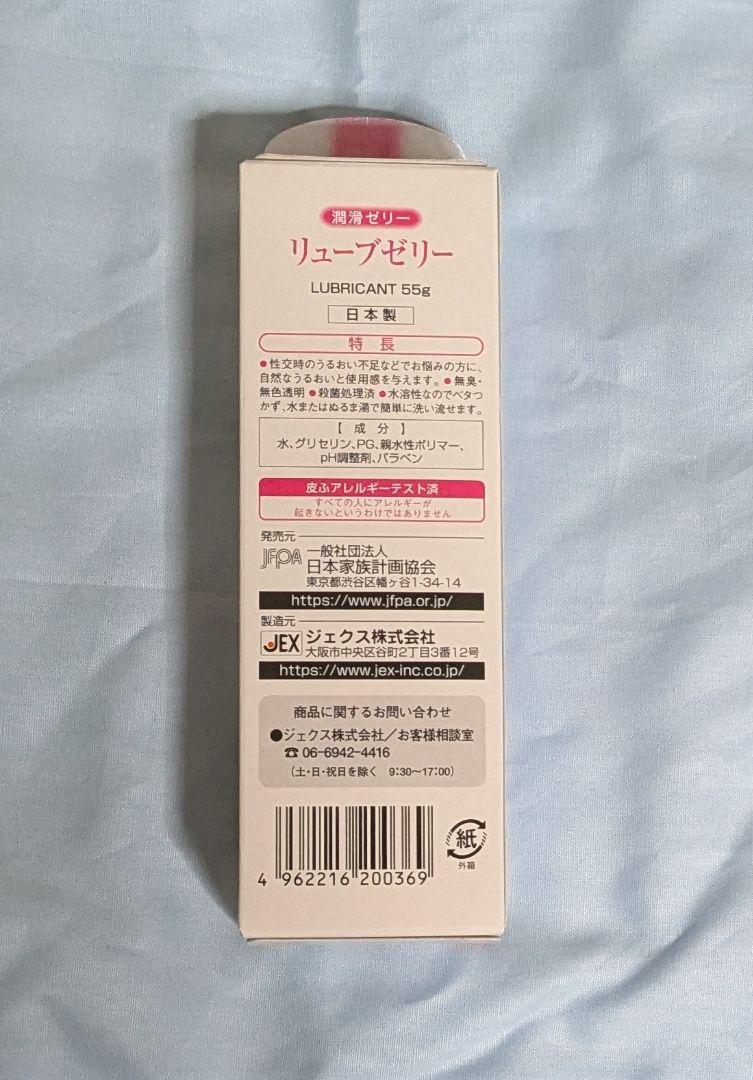 潤滑ゼリー
リューブゼリー
LUBRICANT 55g
日本製
特長
●性交時のうるおい不足などでお悩みの方に、
自然なうるおいと使用感を与えます。●無臭・
無色透明 ●殺菌処理済 ●水溶性なのでベタつ
かず、水またはぬるま湯で簡単に洗い流せます。
【成分】
水、グリセリン、PG、親水性ポリマー、
pH調整剤、パラベン
皮ふアレルギーテスト済
すべての人にアレルギーが
起きないというわけではありません
発売元
JFPA 一般社団法人
日本家族計画協会
東京都渋谷区幡ヶ谷1-34-14
https://www.jfpa.or.jp/
製造元
JEX ジェクス株式会社
大阪市中央区谷町2丁目3番12号
https://www.jex-inc.co.jp/
商品に関するお問い合わせ
●ジェクス株式会社/お客様相談室
☎06-6942-4416
(土・日・祝日を除く 9:30〜17:00)
4 962216 200369
紙
外箱